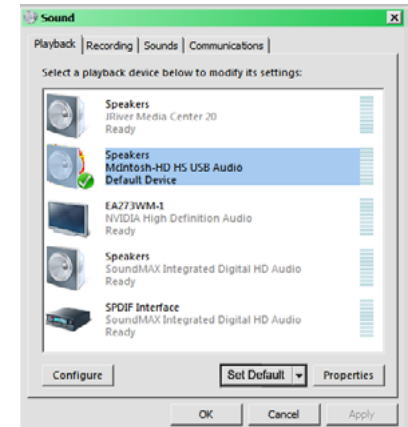 Sound
Playback Recording Sounds Communications
Select a playback device below to modify its settings:
Speakers
JRiver Media Center 20
Ready
Speakers
McIntosh-HD HS USB Audio
Default Device
EA273WM-1
NVIDIA High Definition Audio
Ready
Speakers
SoundMAX Integrated Digital HD Audio
Ready
SPDIF Interface
SoundMAX Integrated Digital HD Audio
Ready
Configure Set Default Properties
OK Cancel Apply